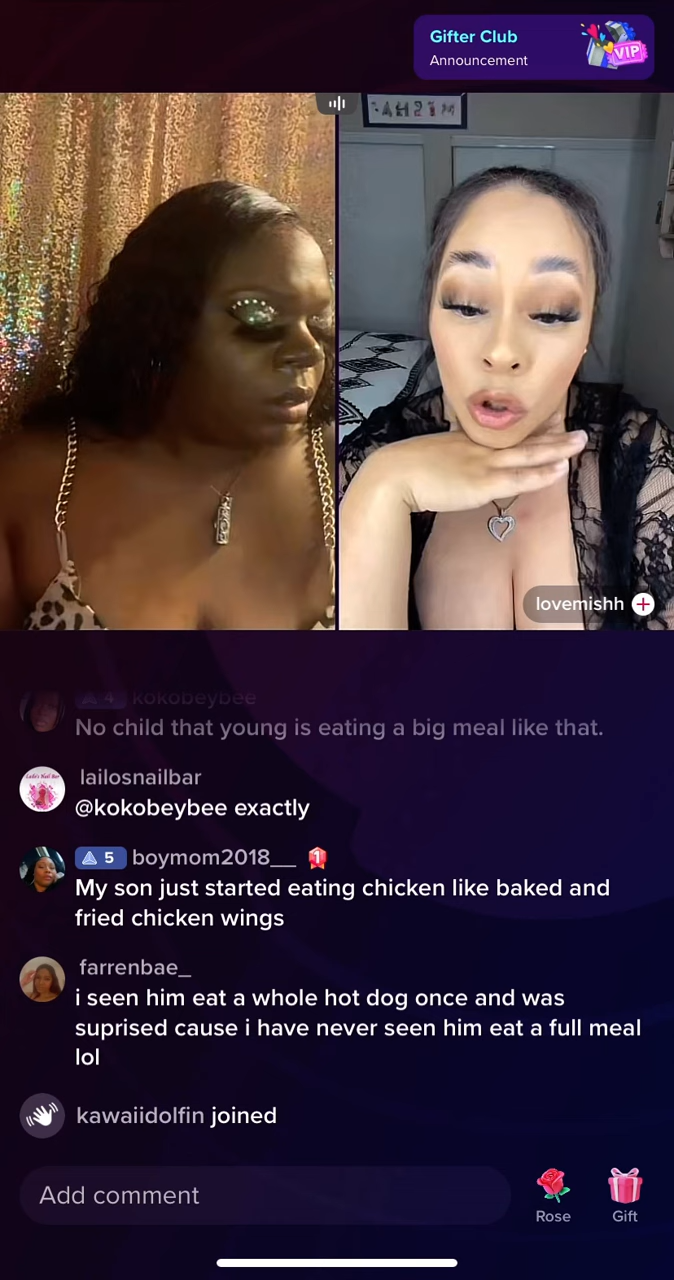 Gifter Club
VIP
Announcement
lovemishh
4 kokobeybee
No child that young is eating a big meal like that.
lailosnailbar
@kokobeybee exactly
5 boymom2018__ 1
My son just started eating chicken like baked and
fried chicken wings
farrenbae_
i seen him eat a whole hot dog once and was
suprised cause i have never seen him eat a full meal
lol
kawaiidolfin joined
Add comment
Rose
Gift